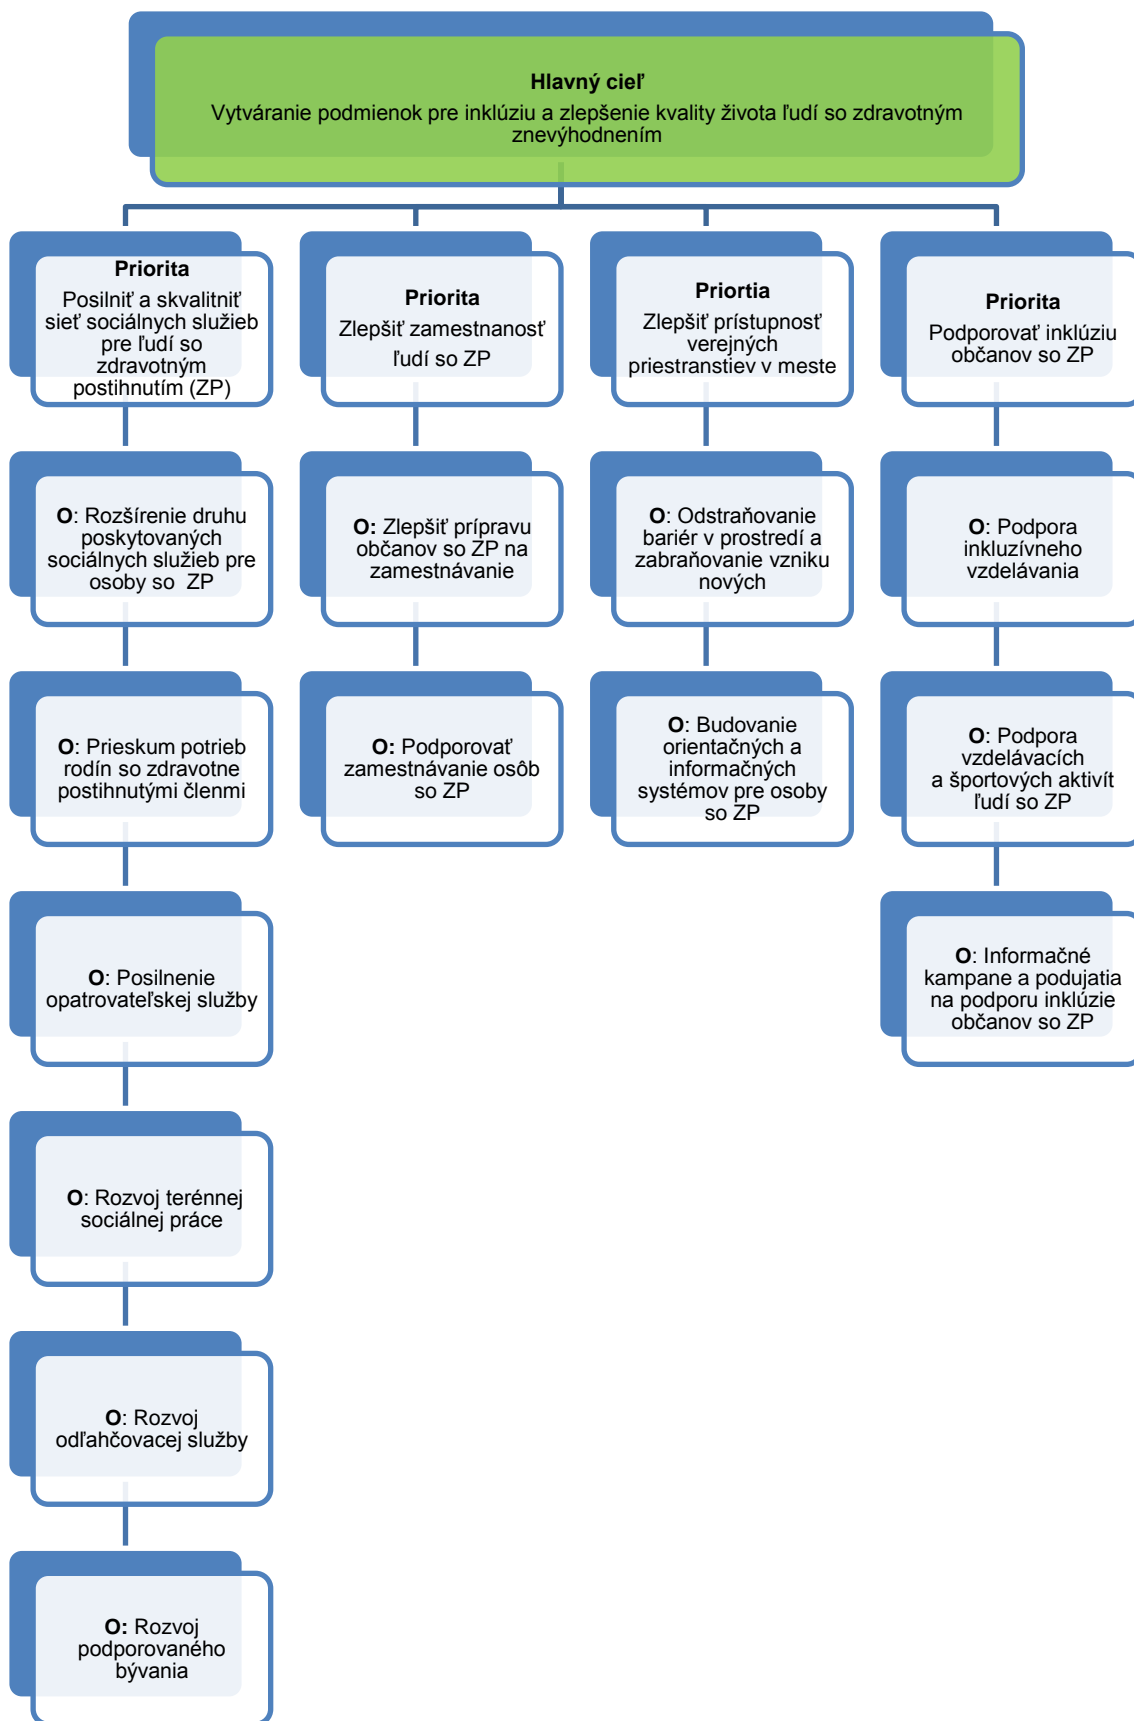 Hlavný cieľ
Vytváranie podmienok pre inklúziu a zlepšenie kvality života ľudí so zdravotným
znevýhodnením
Priorita
Posilniť a skvalitniť
sieť sociálnych služieb
pre ľudí so
zdravotným
postihnutím (ZP)
O: Rozšírenie druhu
poskytovaných
sociálnych služieb pre
osoby so ZP
O: Prieskum potrieb
rodín so zdravotne
postihnutými členmi
O: Posilnenie
opatrovateľskej služby
O: Rozvoj terénnej
sociálnej práce
O: Rozvoj
odľahčovacej služby
O: Rozvoj
podporovaného
bývania
Priorita
Zlepšiť zamestnanosť
ľudí so ZP
O: Zlepšiť prípravu
občanov so ZP na
zamestnávanie
O: Podporovať
zamestnávanie osôb
so ZP
Priortia
Zlepšiť prístupnosť
verejných
priestranstiev v meste
O: Odstraňovanie
bariér v prostredí a
zabraňovanie vzniku
nových
O: Budovanie
orientačných a
informačných
systémov pre osoby
so ZP
Priorita
Podporovať inklúziu
občanov so ZP
O: Podpora
inkluzívneho
vzdelávania
O: Podpora
vzdelávacích
a športových aktivít
ľudí so ZP
O: Informačné
kampane a podujatia
na podporu inklúzie
občanov so ZP